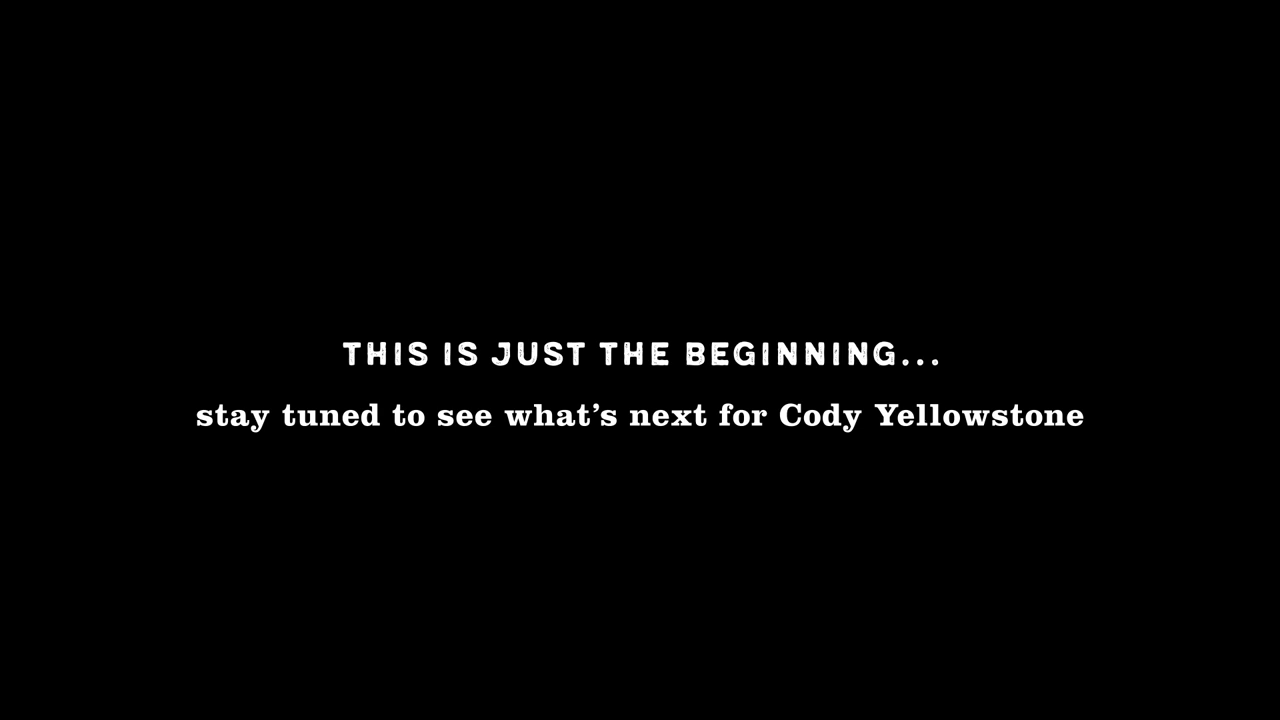 THIS IS JUST THE BEGINNING...
stay tuned to see what’s next for Cody Yellowstone